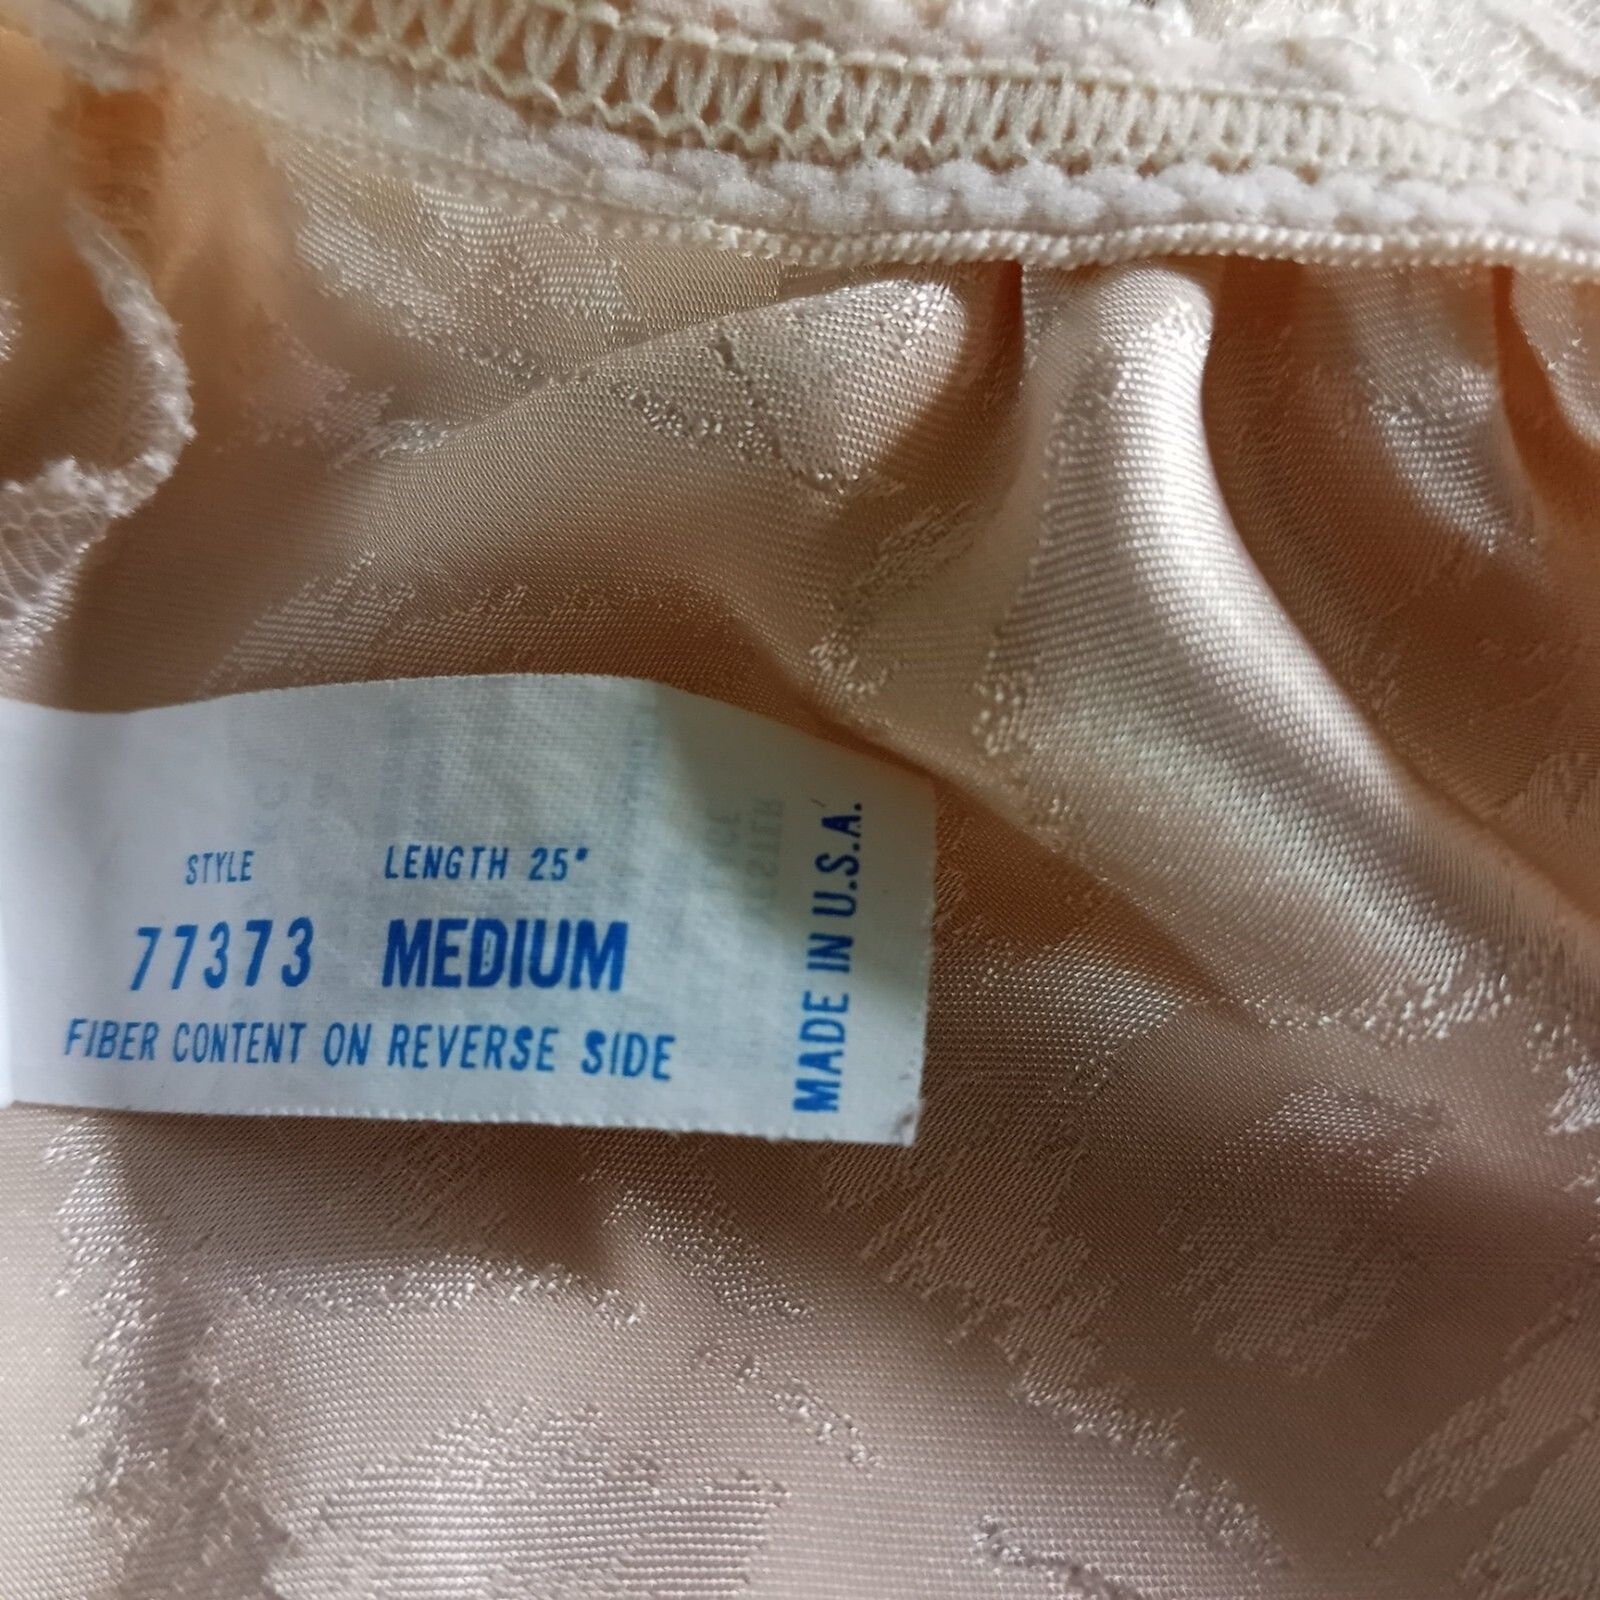 STYLE LENGTH 25"
77373 MEDIUM
FIBER CONTENT ON REVERSE SIDE
MADE IN U.S.A.